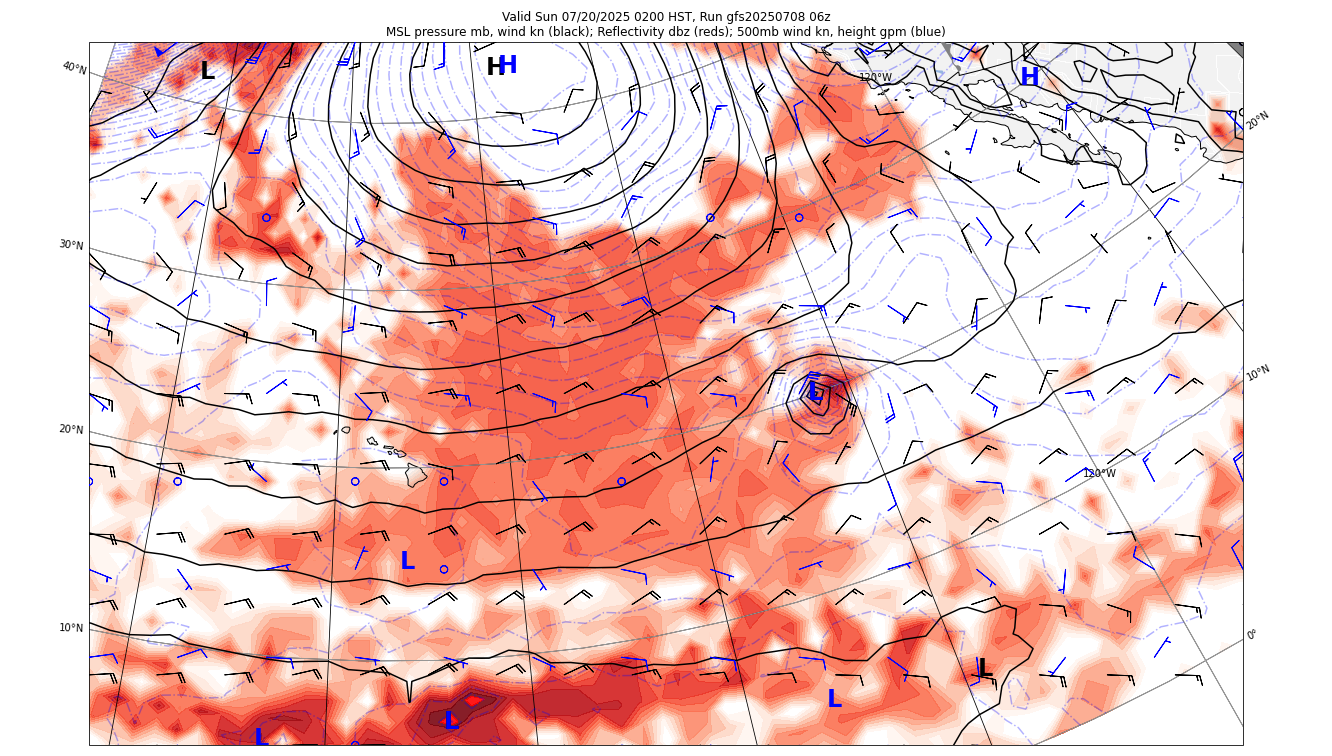 Valid Sun 07/20/2025 0200 HST, Run gfs20250708 06z
MSL pressure mb, wind kn (black); Reflectivity dbz (reds); 500mb wind kn, height gpm (blue)
40°N
L
H
H
120°W
H
20°N
30°N
10°N
L
20°N
120°W
L
10°N
0°
L
L
L
L